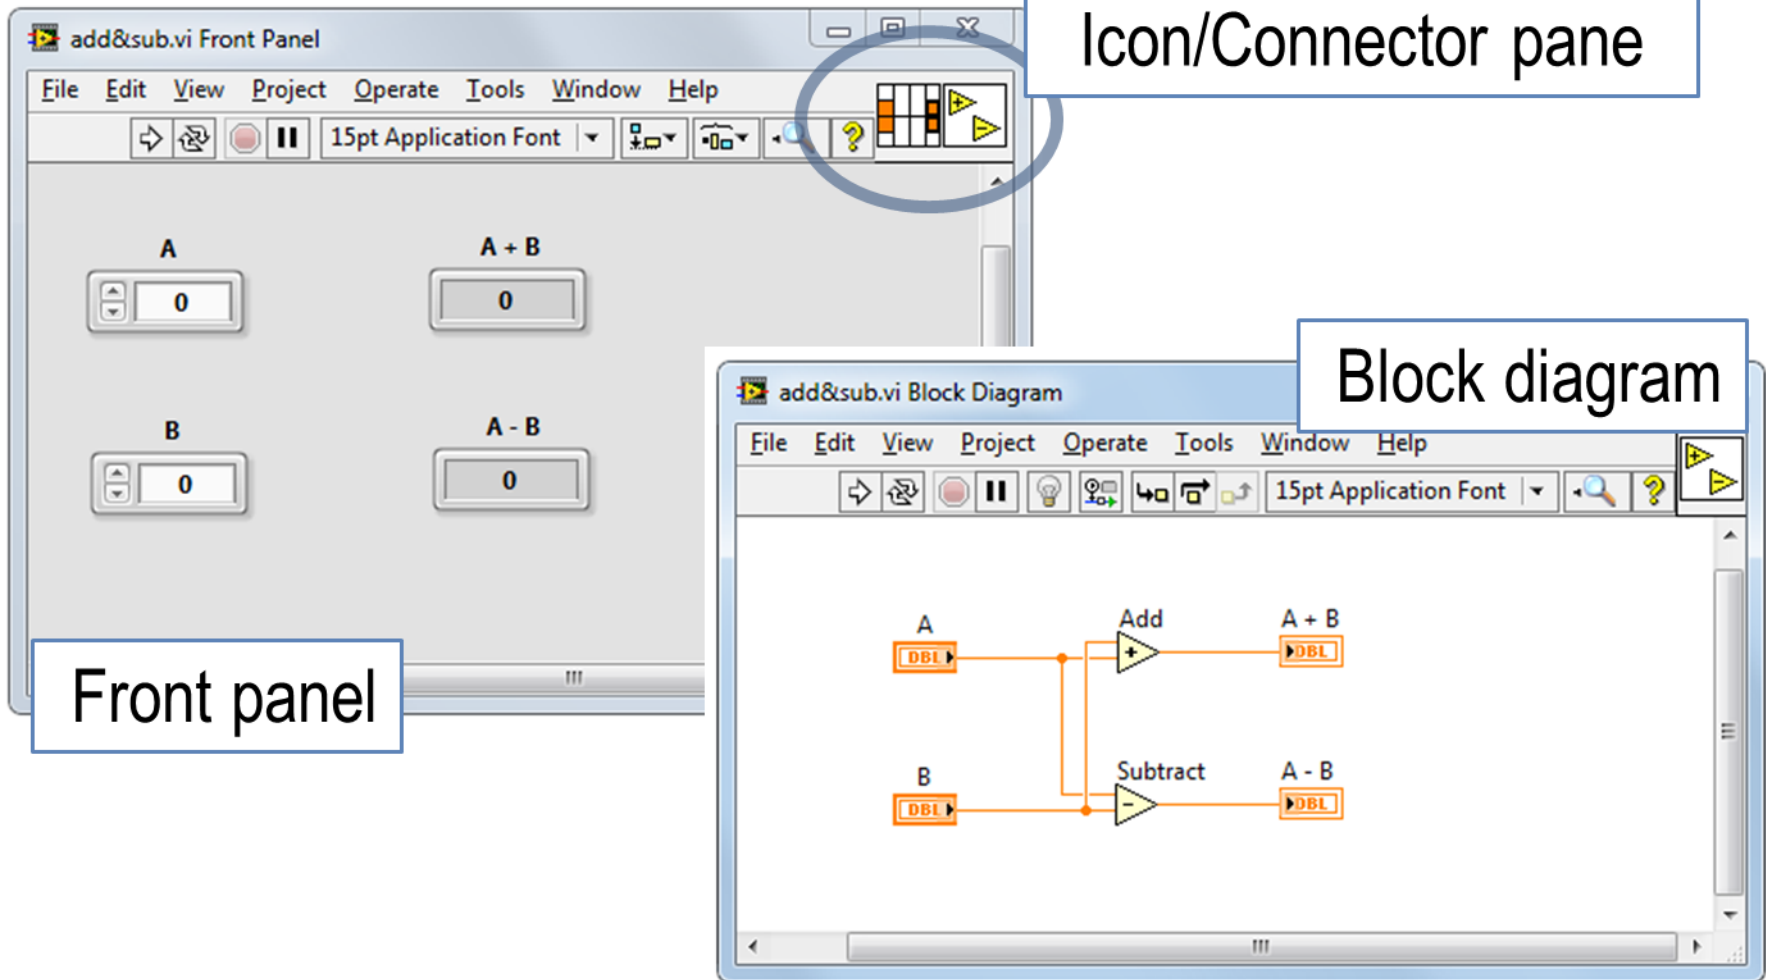 add&sub.vi Front Panel
Icon/Connector pane
File Edit View Project Operate Tools Window Help
15pt Application Font
?
A
A + B
0
0
B
A - B
0
0
Front panel
Block diagram
add&sub.vi Block Diagram
File Edit View Project Operate Tools Window Help
15pt Application Font
?
A
Add
A + B
DBL
+
DBL
B
Subtract
A - B
DBL
-
DBL